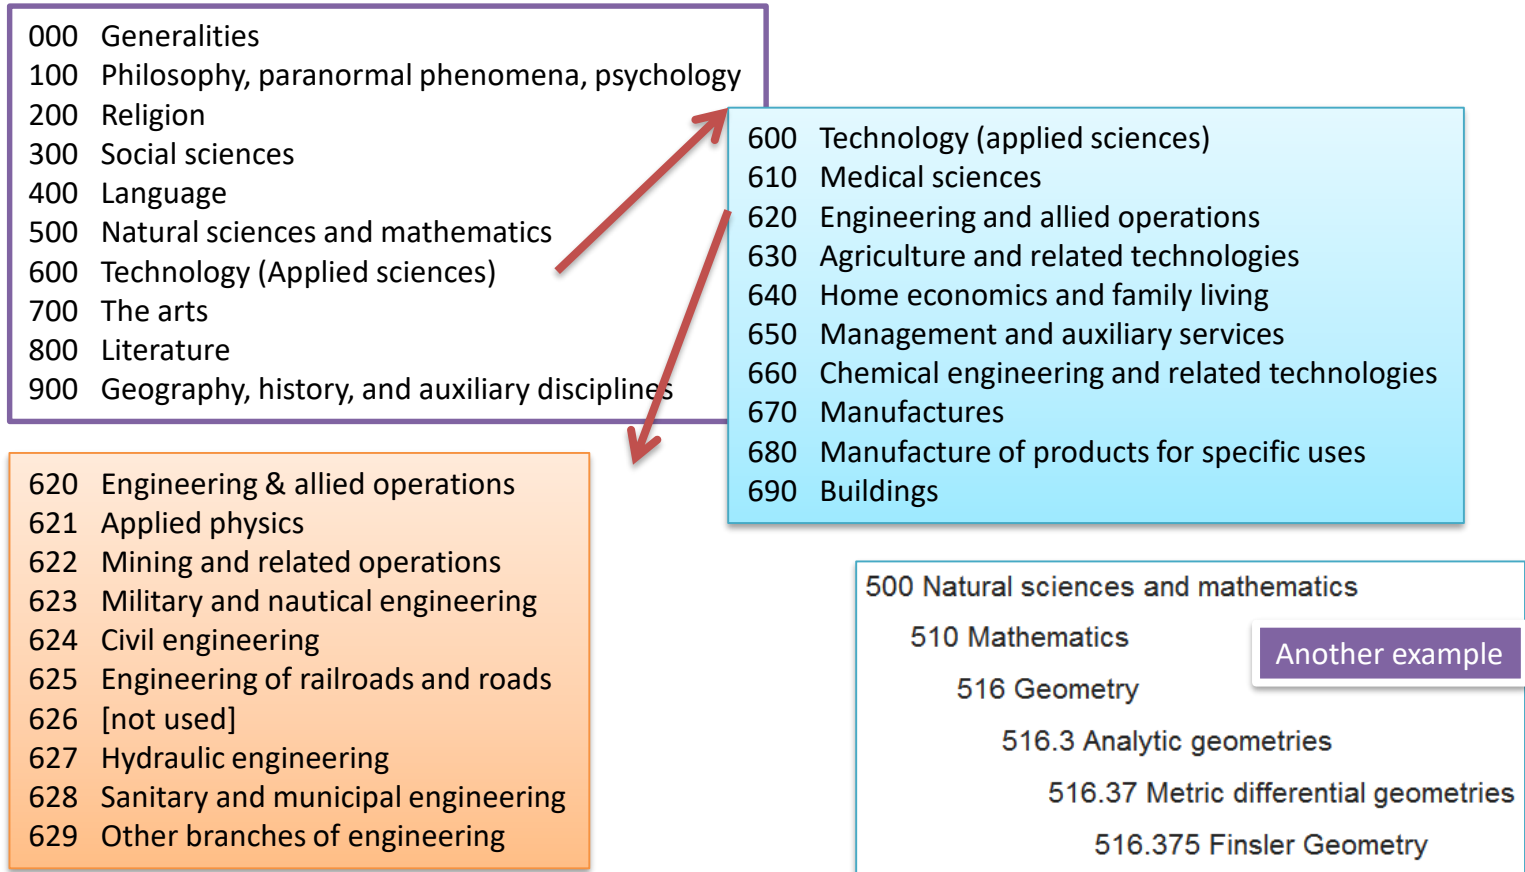 000 Generalities
100 Philosophy, paranormal phenomena, psychology
200 Religion
300 Social sciences
400 Language
500 Natural sciences and mathematics
600 Technology (Applied sciences)
700 The arts
800 Literature
900 Geography, history, and auxiliary disciplines
600 Technology (applied sciences)
610 Medical sciences
620 Engineering and allied operations
630 Agriculture and related technologies
640 Home economics and family living
650 Management and auxiliary services
660 Chemical engineering and related technologies
670 Manufactures
680 Manufacture of products for specific uses
690 Buildings
620 Engineering & allied operations
621 Applied physics
622 Mining and related operations
623 Military and nautical engineering
624 Civil engineering
625 Engineering of railroads and roads
626 [not used]
627 Hydraulic engineering
628 Sanitary and municipal engineering
629 Other branches of engineering
500 Natural sciences and mathematics
510 Mathematics
Another example
516 Geometry
516.3 Analytic geometries
516.37 Metric differential geometries
516.375 Finsler Geometry